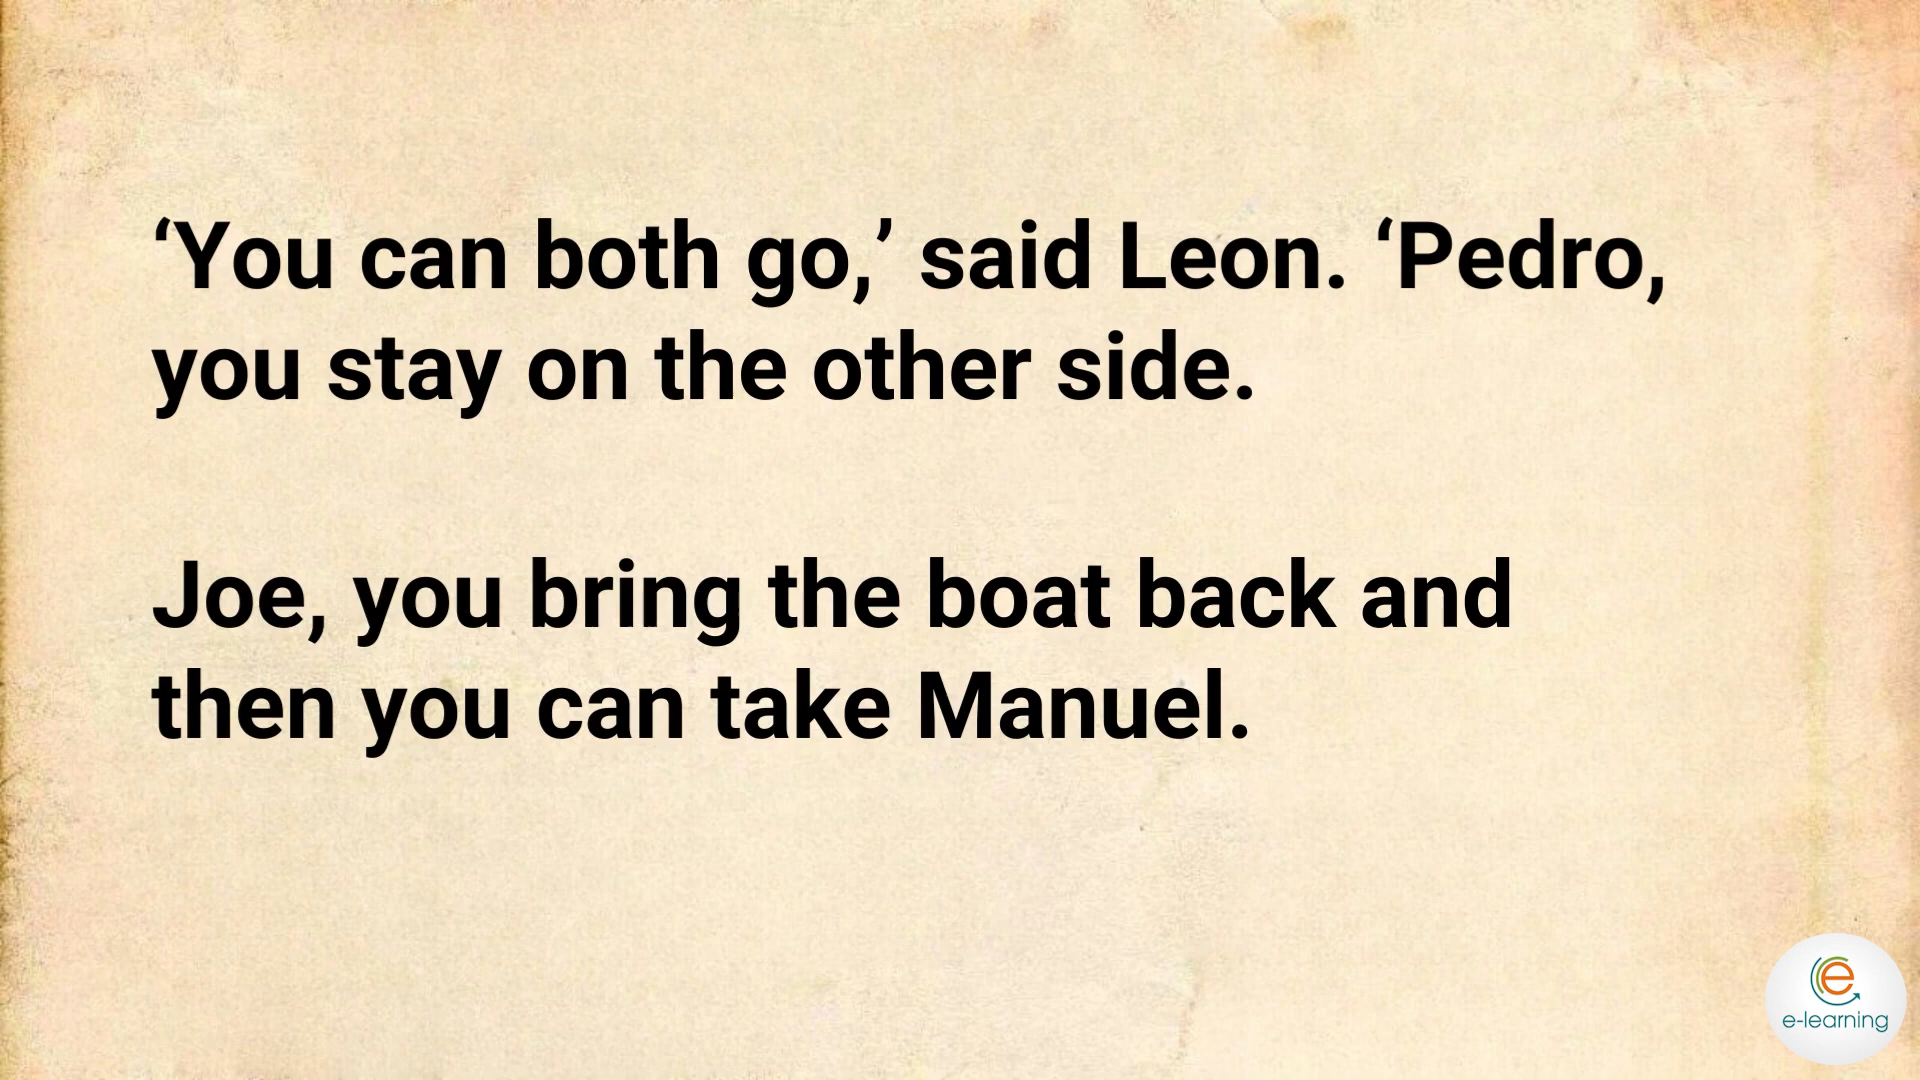 ‘You can both go,’ said Leon. ‘Pedro,
you stay on the other side.
Joe, you bring the boat back and
then you can take Manuel.
e
e-learning